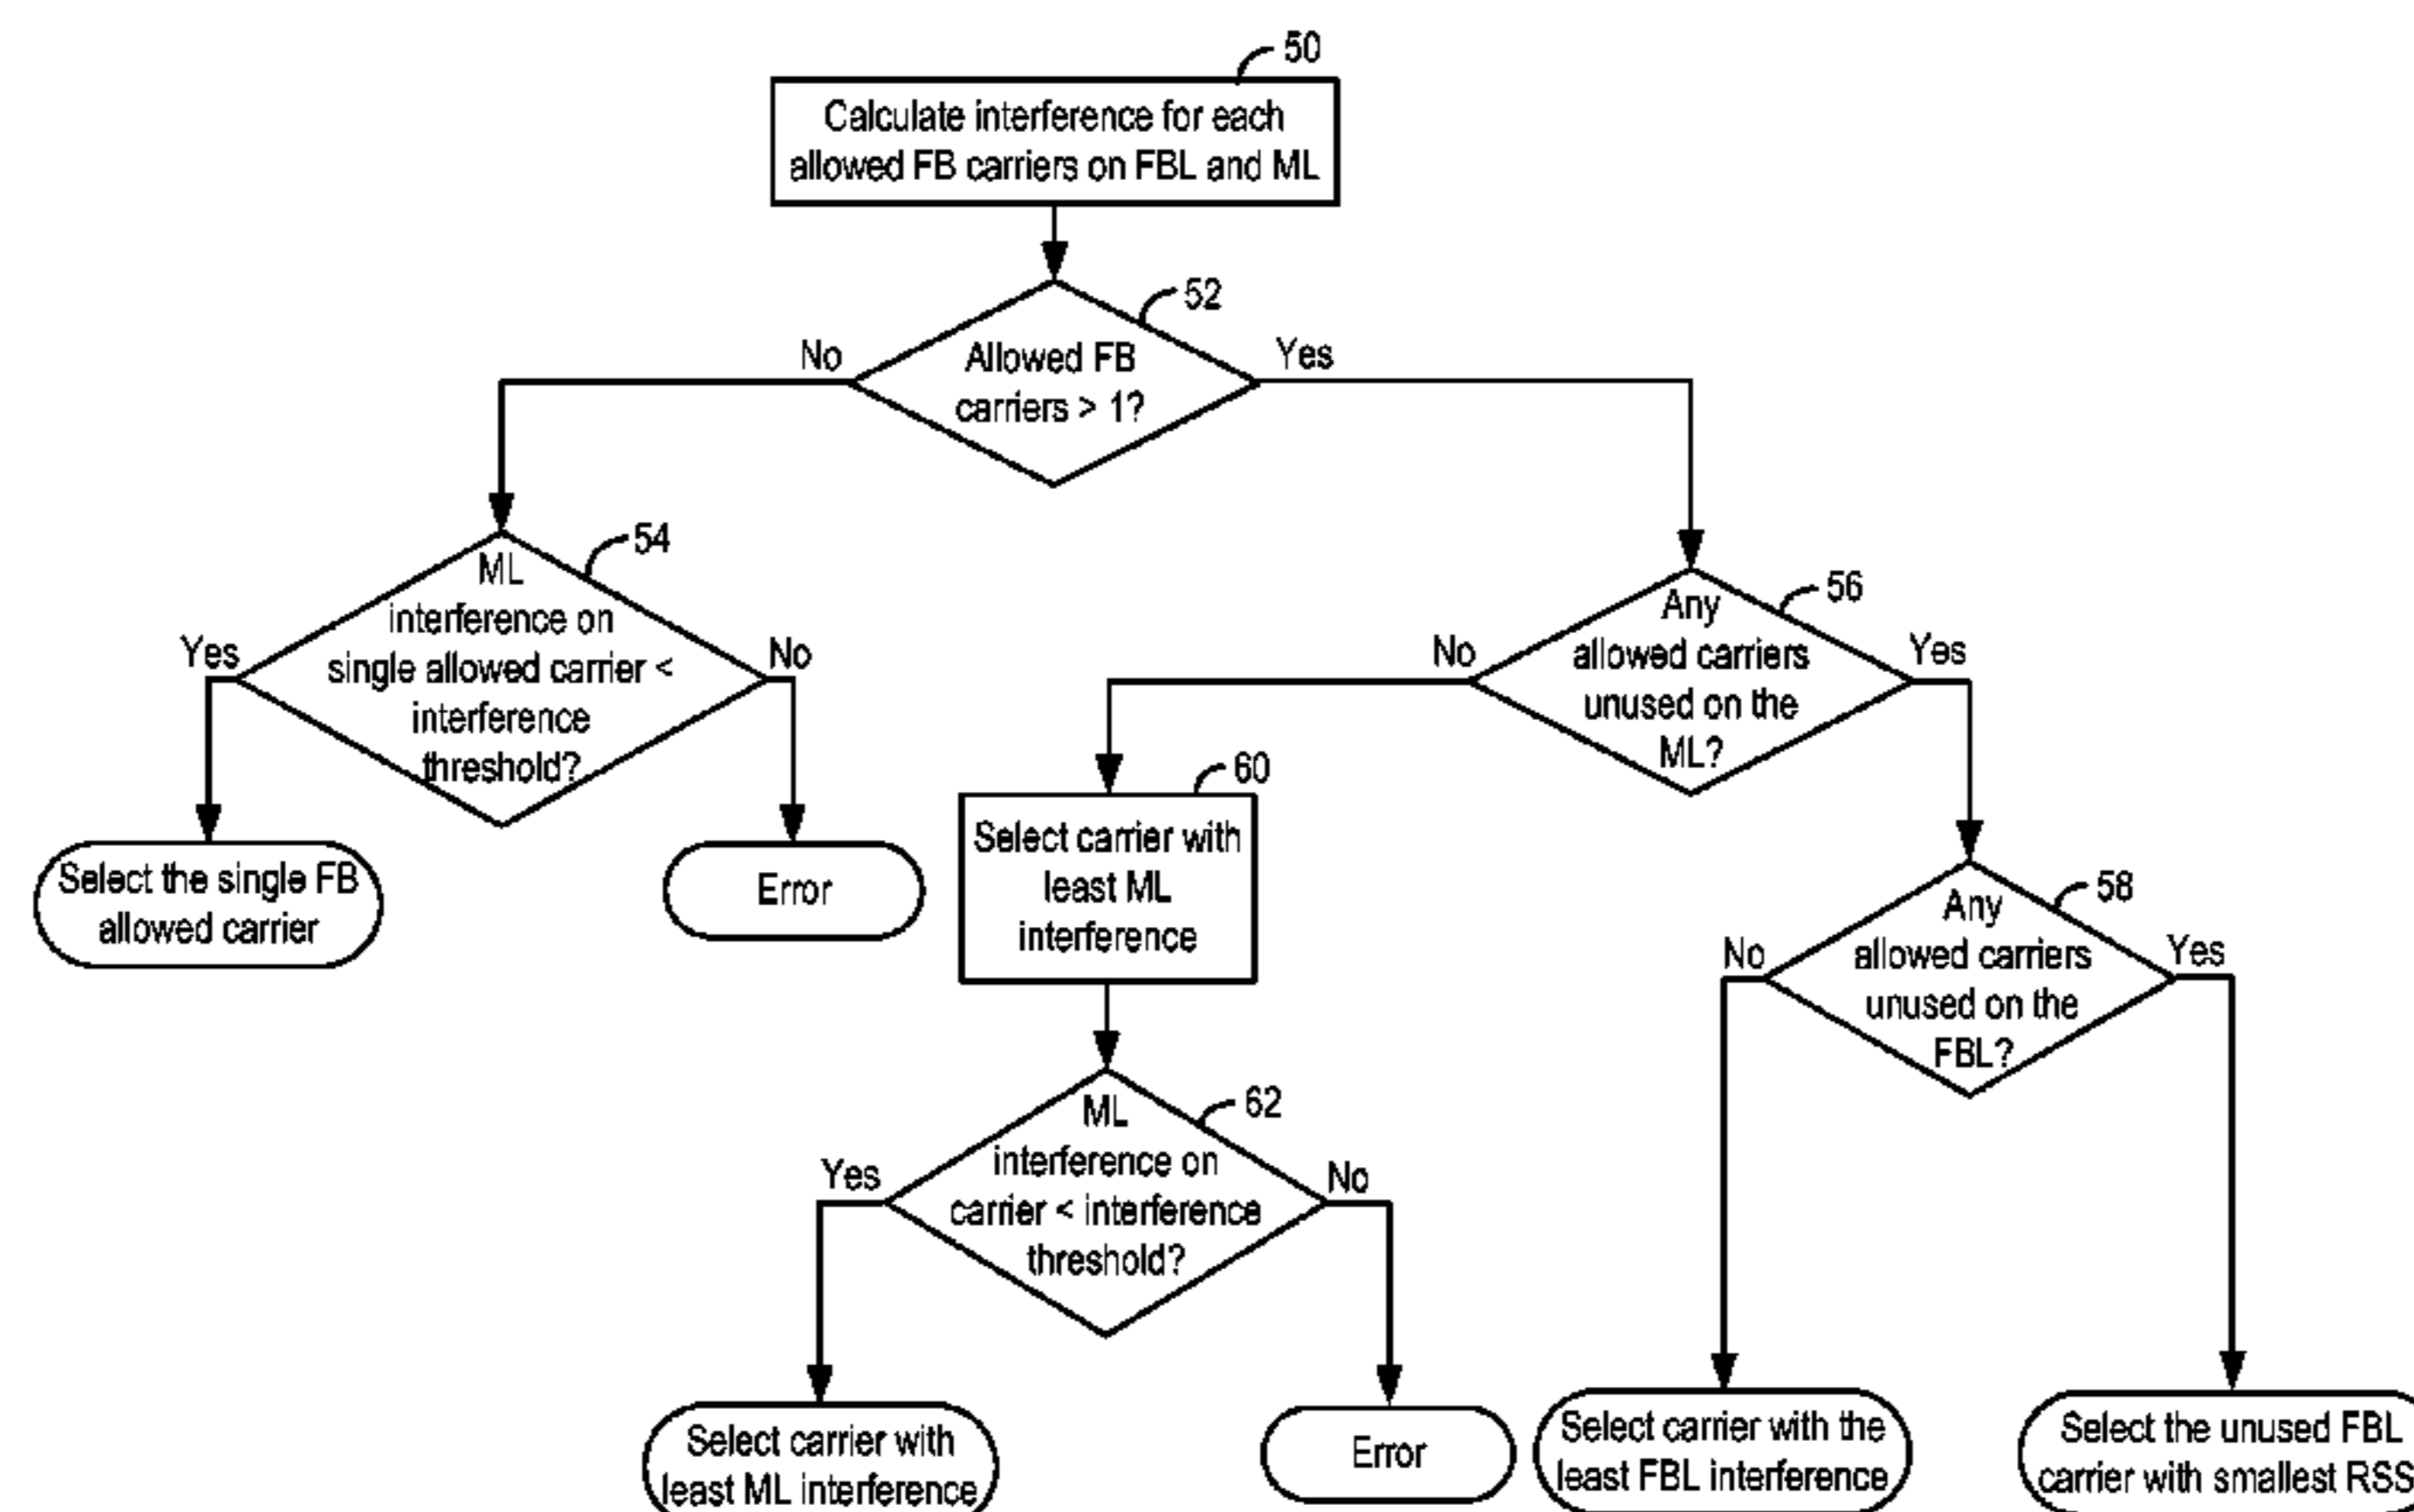 50
Calculate interference for each
allowed FB carriers on FBL and ML
52
No
Allowed FB
carriers > 1?
Yes
54
ML
interference on
single allowed carrier <
interference
threshold?
Yes
No
56
Any
allowed carriers
unused on the
ML?
No
Yes
Select the single FB
allowed carrier
Error
60
Select carrier with
least ML
interference
58
Any
allowed carriers
unused on the
FBL?
No
Yes
62
ML
interference on
carrier < interference
threshold?
Yes
No
Select carrier with
least ML interference
Error
Select carrier with the
least FBL interference
Select the unused FBL
carrier with smallest